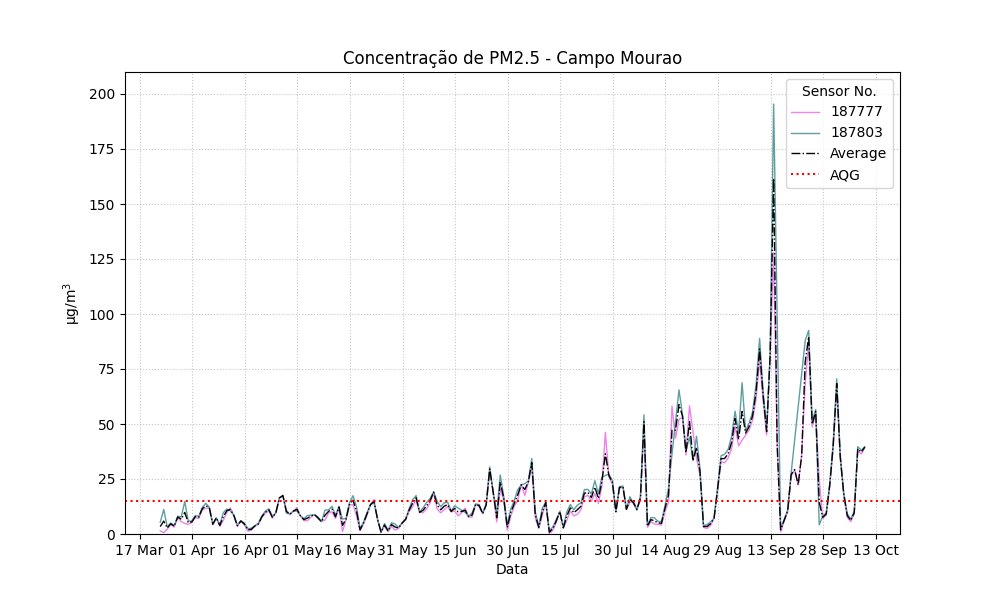 Concentração de PM2.5 - Campo Mourao
Sensor No.
187777
187803
Average
AQG
200
175
150
125
100
75
50
25
0
µg/m³
17 Mar 01 Apr 16 Apr 01 May 16 May 31 May 15 Jun 30 Jun 15 Jul 30 Jul 14 Aug 29 Aug 13 Sep 28 Sep 13 Oct
Data